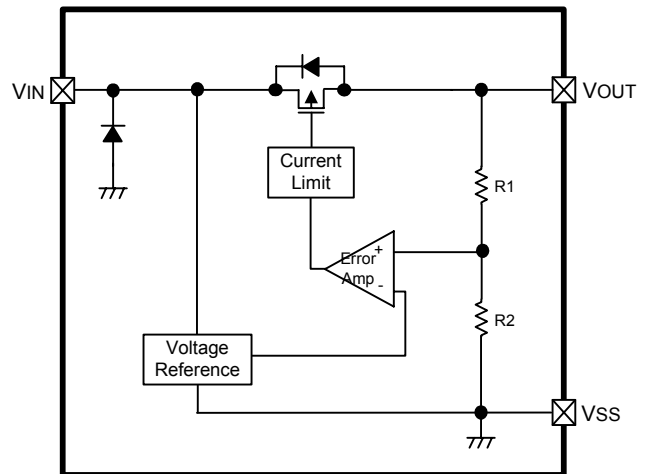 VIN
VOUT
Current
Limit
R1
Error
Amp
+
-
R2
Voltage
Reference
VSS